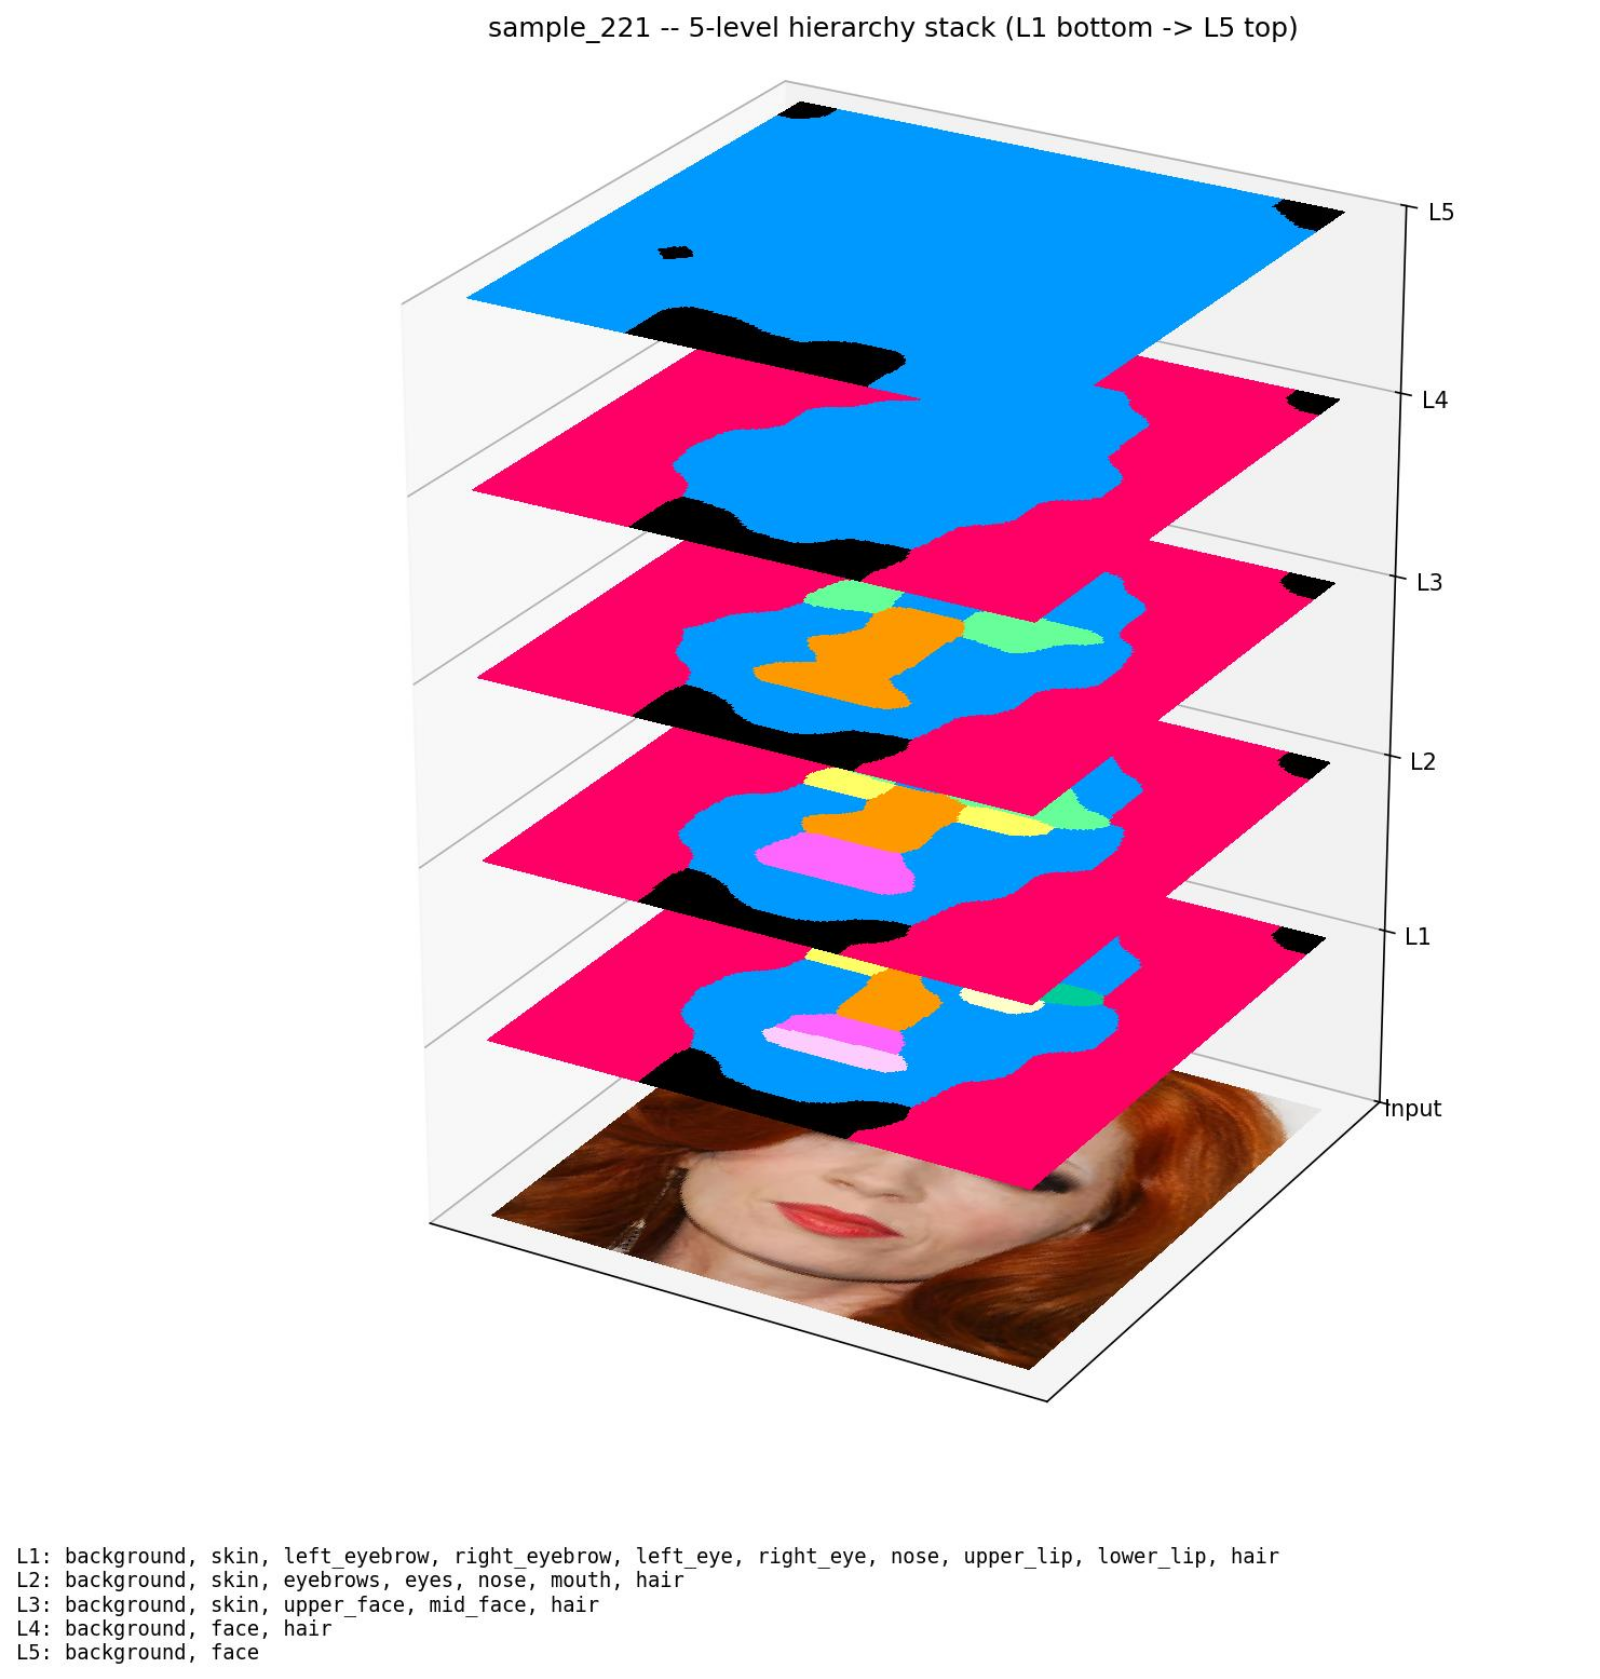 sample_221 -- 5-level hierarchy stack (L1 bottom -> L5 top)
L5
L4
L3
L2
L1
Input
L1: background, skin, left_eyebrow, right_eyebrow, left_eye, right_eye, nose, upper_lip, lower_lip, hair
L2: background, skin, eyebrows, eyes, nose, mouth, hair
L3: background, skin, upper_face, mid_face, hair
L4: background, face, hair
L5: background, face